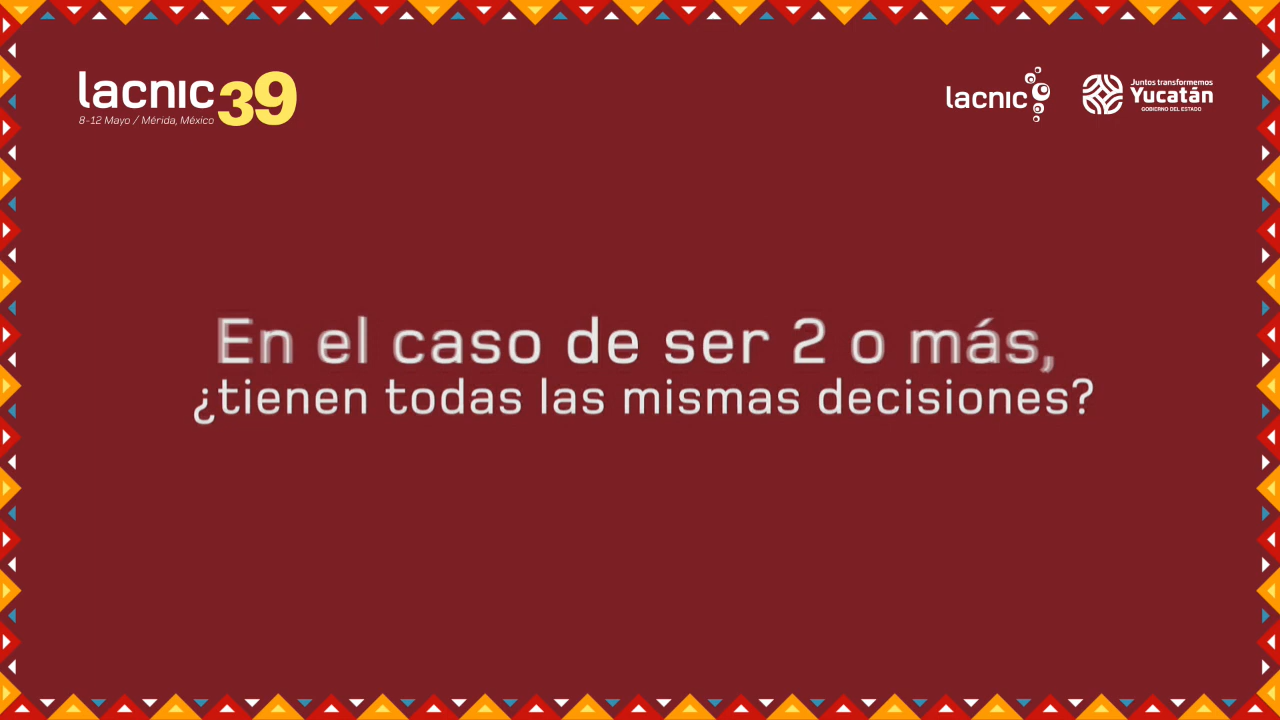 lacnic39
8-12 Mayo / Mérida, México
lacnic
Juntos transformemos
Yucatán
GOBIERNO DEL ESTADO
En el caso de ser 2 o más,
¿tienen todas las mismas decisiones?